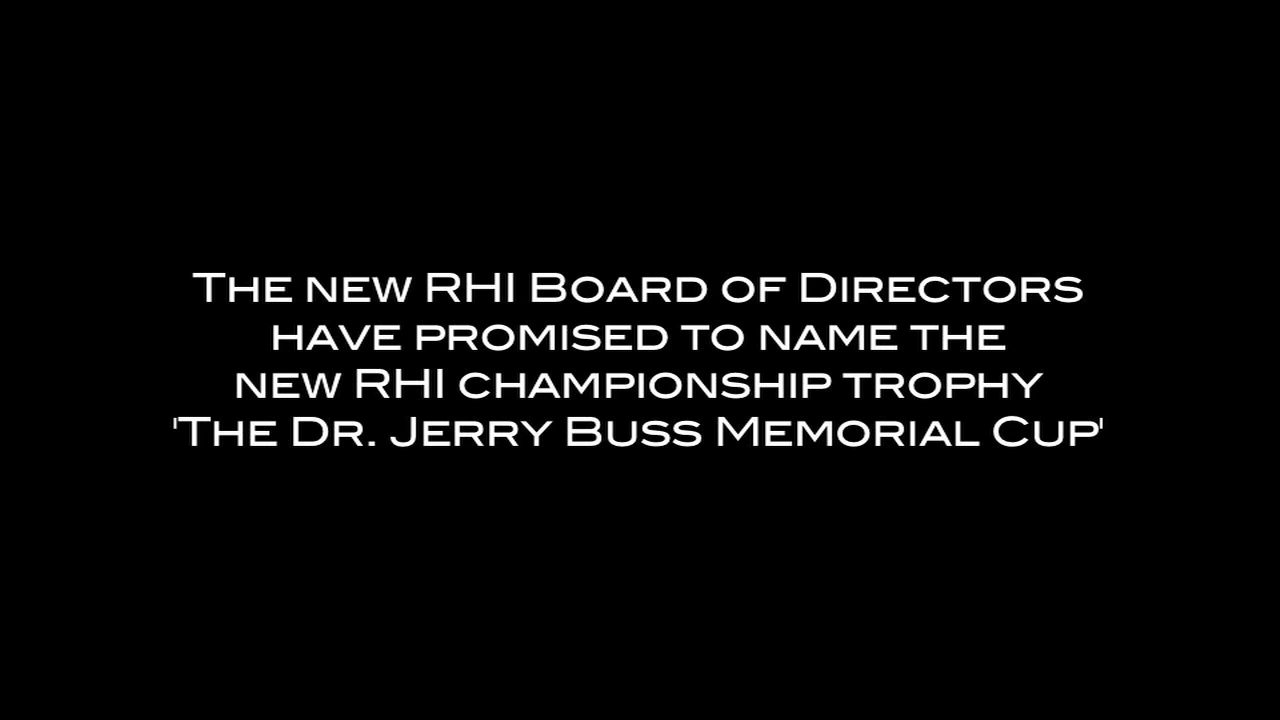 The new RHI Board of Directors
have promised to name the
new RHI championship trophy
'The Dr. Jerry Buss Memorial Cup'